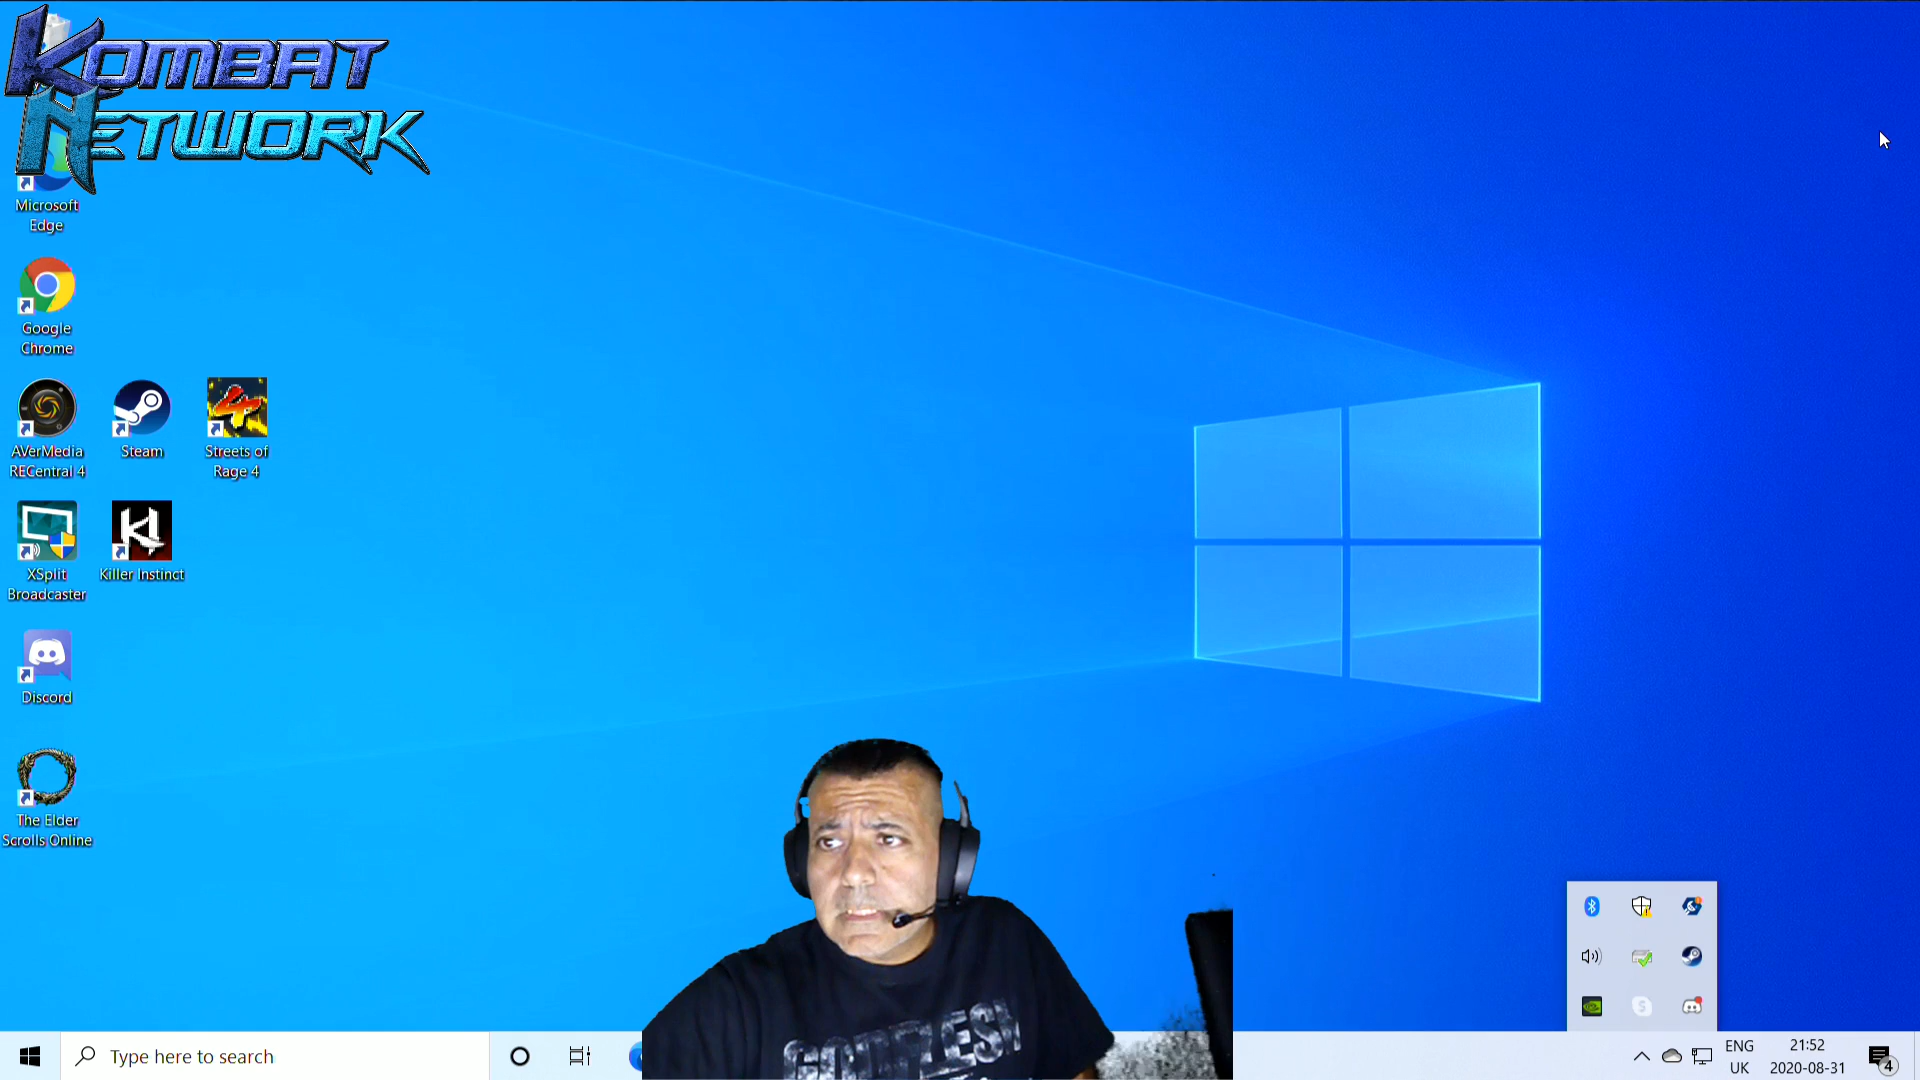 KOMBAT
NETWORK
Microsoft
Edge
Google
Chrome
AVerMedia
RECentral 4
Steam
Streets of
Rage 4
XSplit
Broadcaster
Killer Instinct
Discord
The Elder
Scrolls Online
Type here to search
ENG
UK
21:52
2020-08-31
4